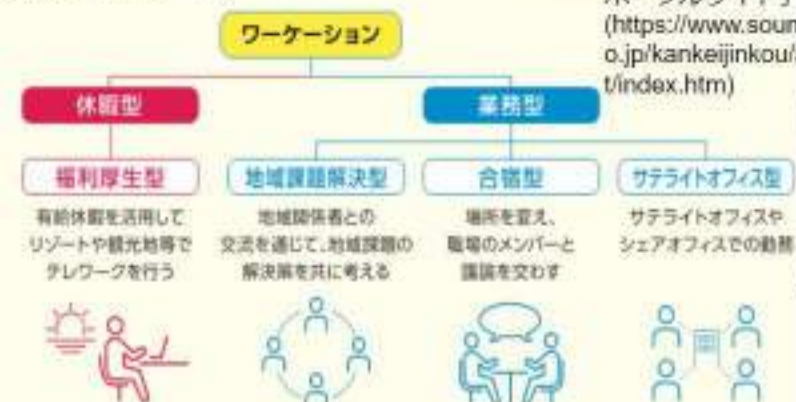 (https://www.soum
o.jp/kankeijinkou/
t/index.htm)
ワーケーション
休暇型
業務型
福利厚生型
地域課題解決型
合宿型
サテライトオフィス型
有給休暇を活用して
リゾートや観光地等で
テレワークを行う
地域関係者との
交流を通じて、地域課題の
解決策を共に考える
場所を変え、
職場のメンバーと
議論を交わす
サテライトオフィスや
シェアオフィスでの勤務